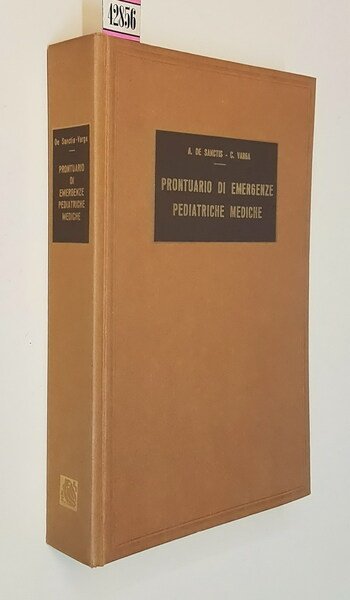 42856
De Sanctis-Varga
PRONTUARIO
DI
EMERGENZE
PEDIATRICHE
MEDICHE
A. DE SANCTIS - C. VARGA
PRONTUARIO DI EMERGENZE
PEDIATRICHE MEDICHE